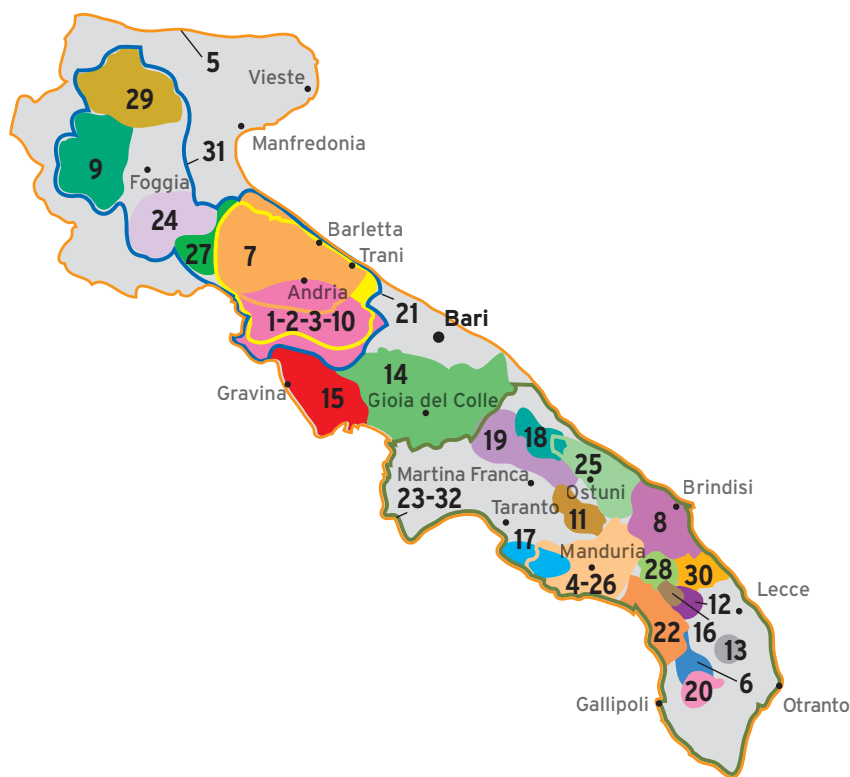 5
Vieste
29
Manfredonia
31
9
Foggia
24
Barletta
27
7
Trani
Andria
21
Bari
1-2-3-10
14
Gravina
15
Gioia del Colle
19
18
25
Martina Franca
Ostuni
Brindisi
23-32
Taranto
11
8
17
Manduria
4-26
28
30
Lecce
12
22
16
13
6
20
Gallipoli
Otranto